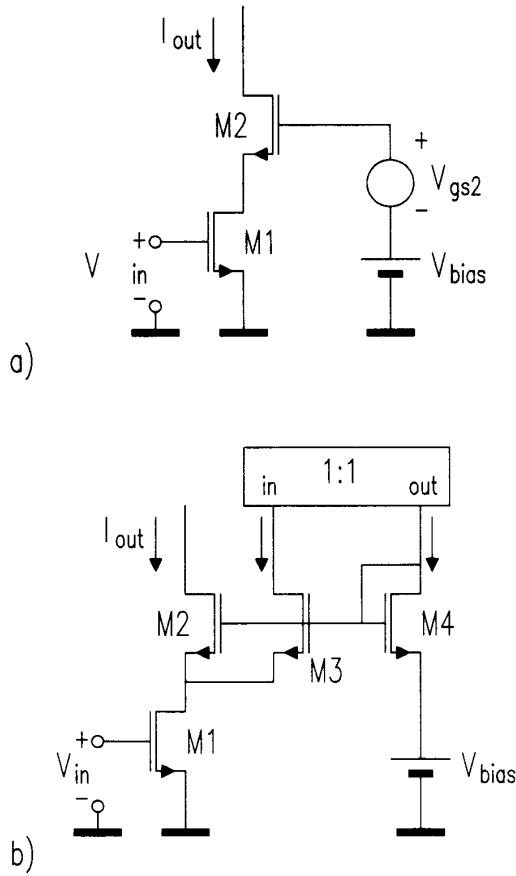 I out
M2
+
V gs2
-
+
V in
-
M1
V bias
a)
1:1
in out
I out
M2
M3
M4
+
V in
-
M1
V bias
b)